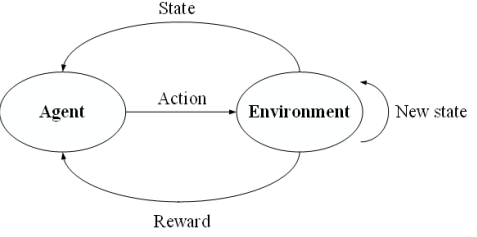 State
Agent
Action
Environment
New state
Reward